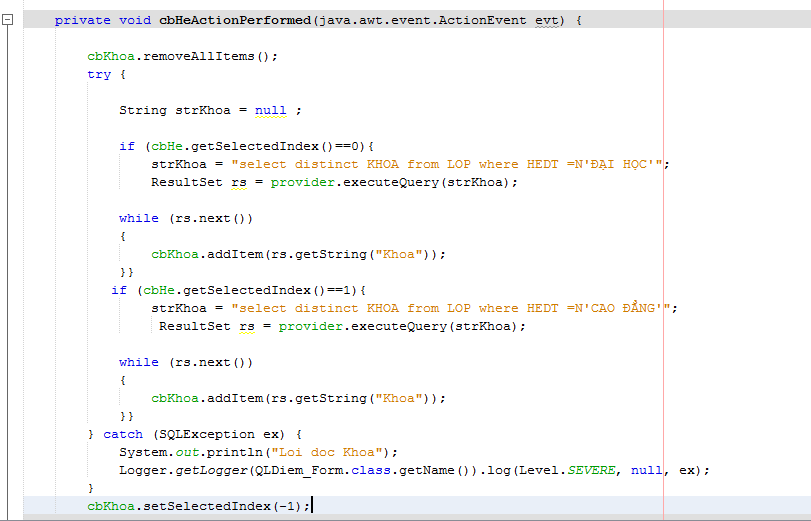 private void cbHeActionPerformed(java.awt.event.ActionEvent evt) {
cbKhoa.removeAllItems();
try {
String strKhoa = null ;
if (cbHe.getSelectedIndex()==0){
strKhoa = "select distinct KHOA from LOP where HEDT =N'ĐẠI HỌC'";
ResultSet rs = provider.executeQuery(strKhoa);
while (rs.next())
{
cbKhoa.addItem(rs.getString("Khoa"));
}}
if (cbHe.getSelectedIndex()==1){
strKhoa = "select distinct KHOA from LOP where HEDT =N'CAO ĐẲNG'";
ResultSet rs = provider.executeQuery(strKhoa);
while (rs.next())
{
cbKhoa.addItem(rs.getString("Khoa"));
}}
} catch (SQLException ex) {
System.out.println("Loi doc Khoa");
Logger.getLogger(QLDiem_Form.class.getName()).log(Level.SEVERE, null, ex);
}
cbKhoa.setSelectedIndex(-1);